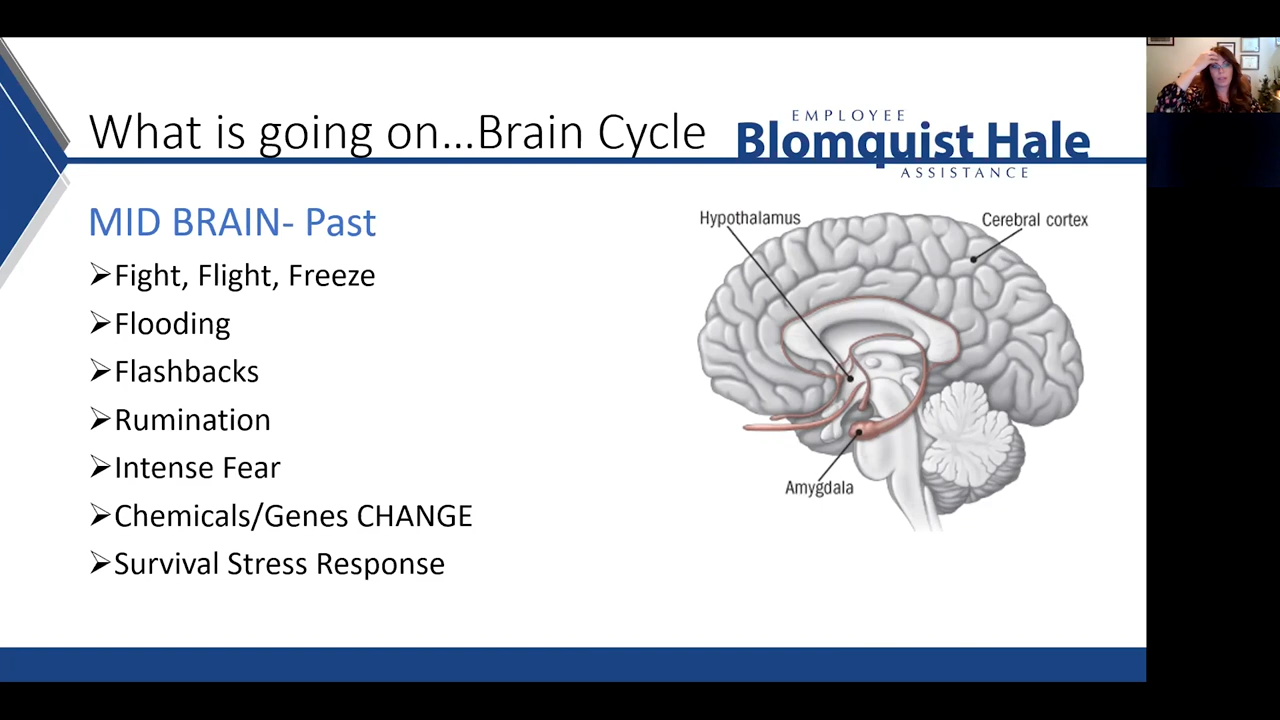 What is going on...Brain Cycle
EMPLOYEE
Blomquist Hale
ASSISTANCE
MID BRAIN- Past
Fight, Flight, Freeze
Flooding
Flashbacks
Rumination
Intense Fear
Chemicals/Genes CHANGE
Survival Stress Response
Hypothalamus
Cerebral cortex
Amygdala